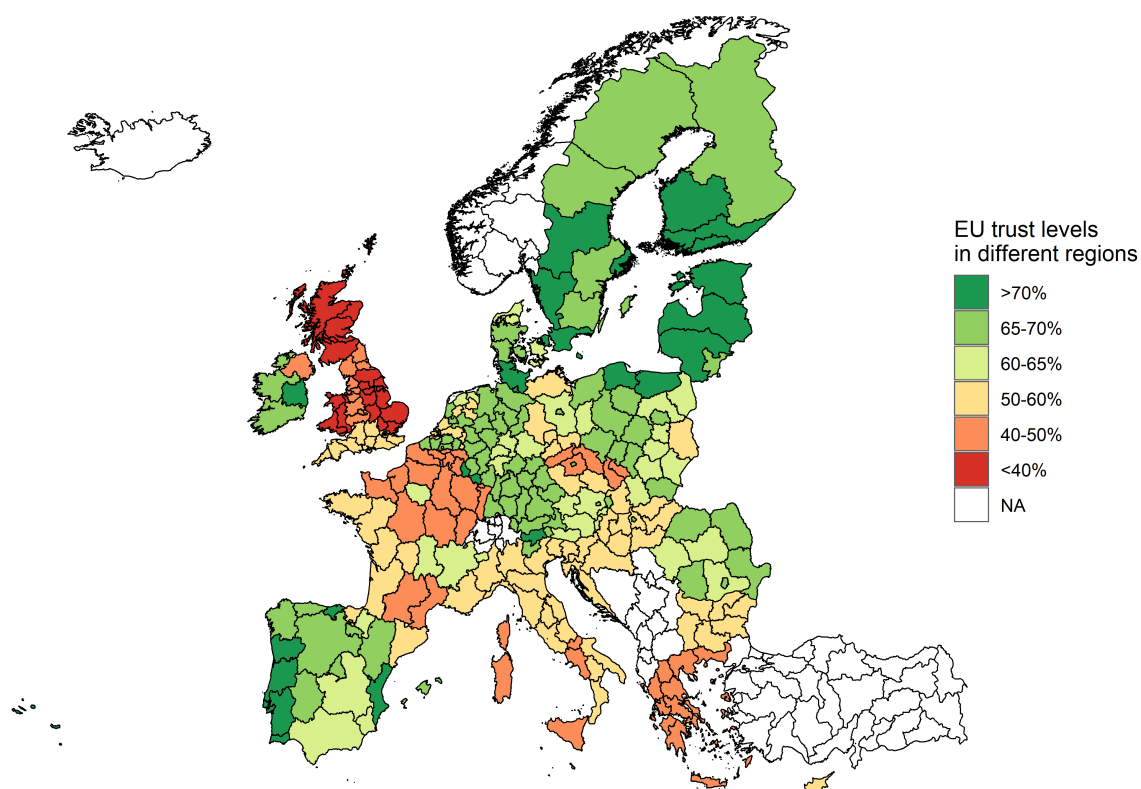 EU trust levels
in different regions
>70%
65-70%
60-65%
50-60%
40-50%
<40%
NA